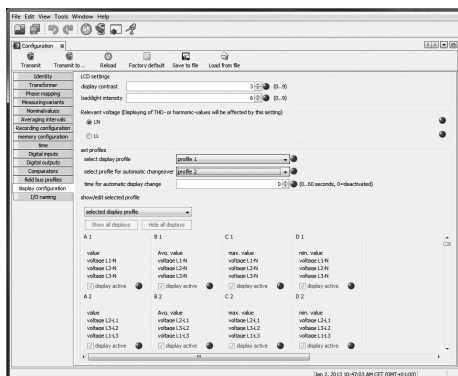 File Edit View Tools Window Help
Configuration
Transmit Transmit to .. Reload Factory default Save to file Load from file
Identity
Transformer
Phase mapping
Measuringvariants
Nominalvalues
Averaging intervals
Recording configuration
memory configuration
time
Digital inputs
Digital outputs
Comparators
field bus profiles
display configuration
I/O naming
LCD settings
display contrast 5 (0..9)
backlight intensity 6 (0..9)
Relevant voltage (Displaying of THD- or harmonic-values will be affected by this setting)
LN
LL
set profiles
select display profile profile 1
select profile for automatic changeover profile 2
time for automatic display change 0 (0...60 seconds, 0=deactivated)
show/edit selected profile
selected display profile
Show all displays Hide all displays
A 1 B 1 C 1 D 1
value Avg. value max. value min. value
voltage L1-N voltage L1-N voltage L1-N voltage L1-N
voltage L2-N voltage L2-N voltage L2-N voltage L2-N
voltage L3-N voltage L3-N voltage L3-N voltage L3-N
display active display active display active display active
A 2 B 2 C 2 D 2
value Avg. value max. value min. value
voltage L2-L1 voltage L2-L1 voltage L2-L1 voltage L2-L1
voltage L3-L2 voltage L3-L2 voltage L3-L2 voltage L3-L2
voltage L1-L3 voltage L1-L3 voltage L1-L3 voltage L1-L3
display active display active display active display active
Jan 2, 2013 10:47:03 AM CET (GMT+01:00)